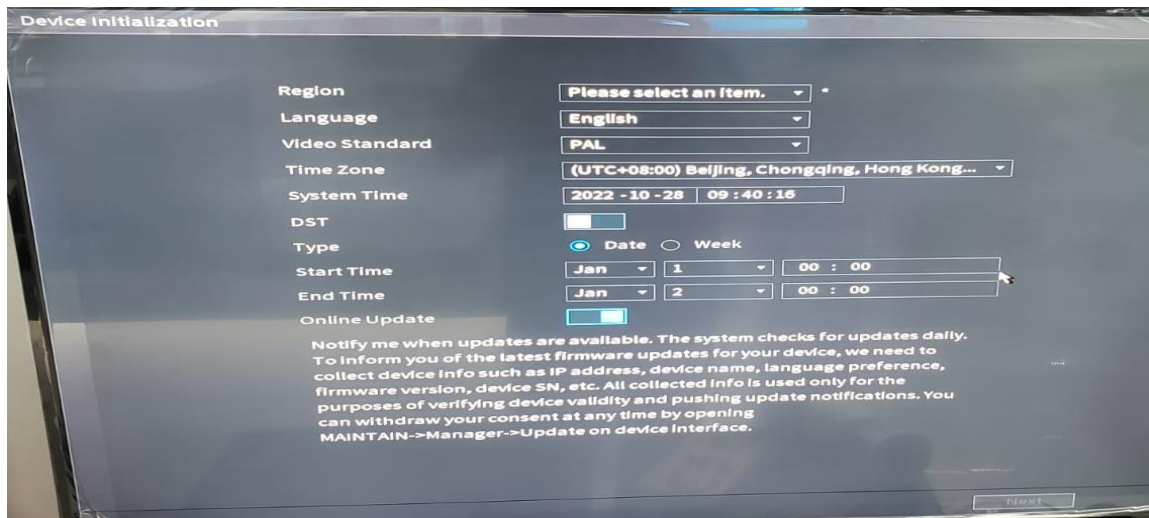 Device Initialization
Region Please select an item. *
Language English
Video Standard PAL
Time Zone (UTC+08:00) Beijing, Chongqing, Hong Kong...
System Time 2022 -10 -28 09 : 40 : 16
DST
Type Date Week
Start Time Jan 1 00 : 00
End Time Jan 2 00 : 00
Online Update
Notify me when updates are available. The system checks for updates daily.
To inform you of the latest firmware updates for your device, we need to
collect device info such as IP address, device name, language preference,
firmware version, device SN, etc. All collected info is used only for the
purposes of verifying device validity and pushing update notifications. You
can withdraw your consent at any time by opening
MAINTAIN->Manager->Update on device interface.
Next